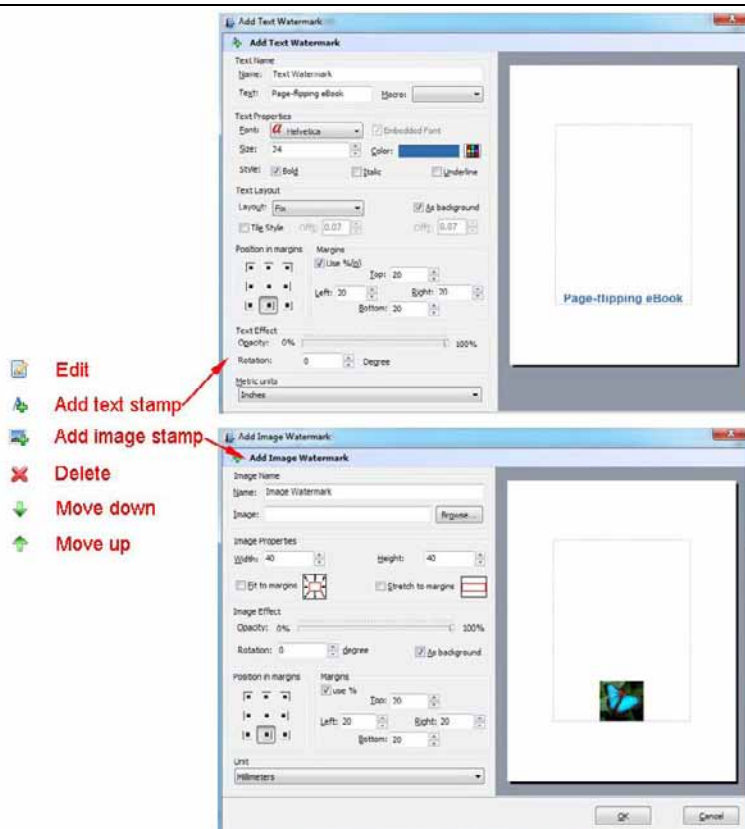 Add Text Watermark
Add Text Watermark
Text Name
Name: Text Watermark
Text: Page-flipping eBook Macro:
Text Properties
Font: a Helvetica Embedded Font
Size: 24 Color:
Style: Bold Italic Underline
Text Layout
Layout: Fix As background
Tile Style 0.07 0.07
Position in margins Margins
Use %
Top: 20
Left: 20 Right: 20
Bottom: 20
Text Effect
Opacity: 0% 100%
Rotation: 0 Degree
Metric units
Inches
Page-flipping eBook
Edit
Add text stamp
Add image stamp
Delete
Move down
Move up
Add Image Watermark
Add Image Watermark
Image Name
Name: Image Watermark
Image: Browse...
Image Properties
Width: 40 Height: 40
Fit to margins Stretch to margins
Image Effect
Opacity: 0% 100%
Rotation: 0 degree As background
Position in margins Margins
use %
Top: 20
Left: 20 Right: 20
Bottom: 20
Unit
Millimeters
OK Cancel